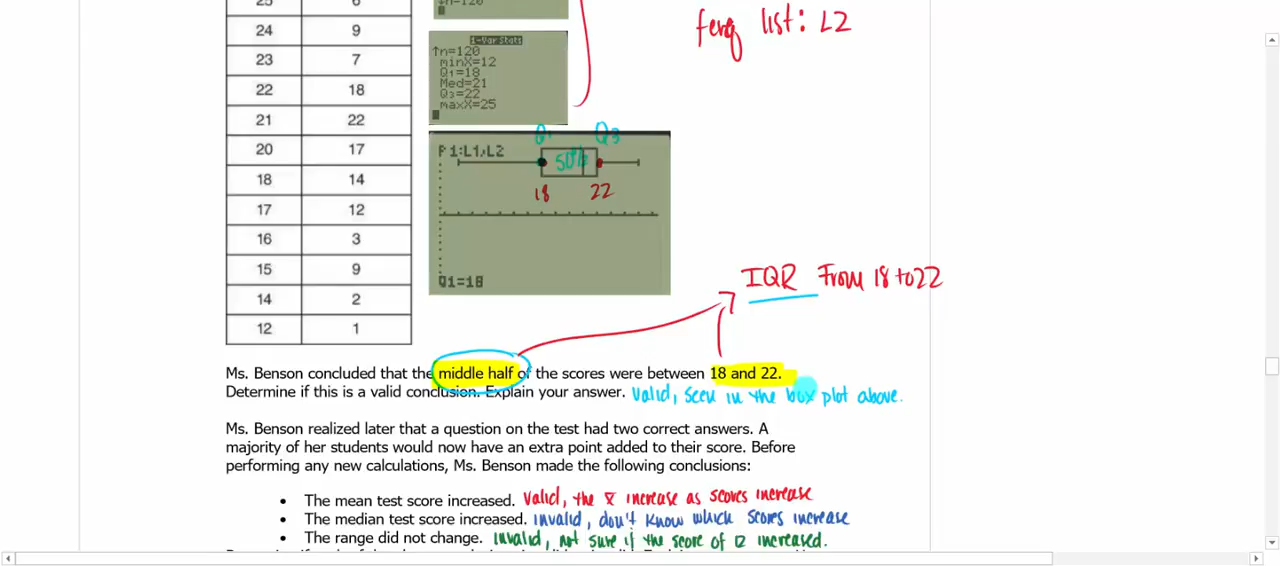 25 6
↓n=120
ferq list: L2
24 9
1-Var Stats
23 7
↑n=120
minX=12
Q1=18
Med=21
Q3=22
maxX=25
22 18
21 22
20 17
18 14
17 12
16 3
15 9
14 2
12 1
Q1 Q3
P1:L1,L2
50%
18 22
Q1=18
IQR From 18 to 22
Ms. Benson concluded that the middle half of the scores were between 18 and 22.
Determine if this is a valid conclusion. Explain your answer. Valid, seen in the box plot above.
Ms. Benson realized later that a question on the test had two correct answers. A
majority of her students would now have an extra point added to their score. Before
performing any new calculations, Ms. Benson made the following conclusions:
• The mean test score increased. Valid, the x̄ increase as scores increase
• The median test score increased. Invalid, don't know which scores increase
• The range did not change. Invalid, not sure if the score of 12 increased.